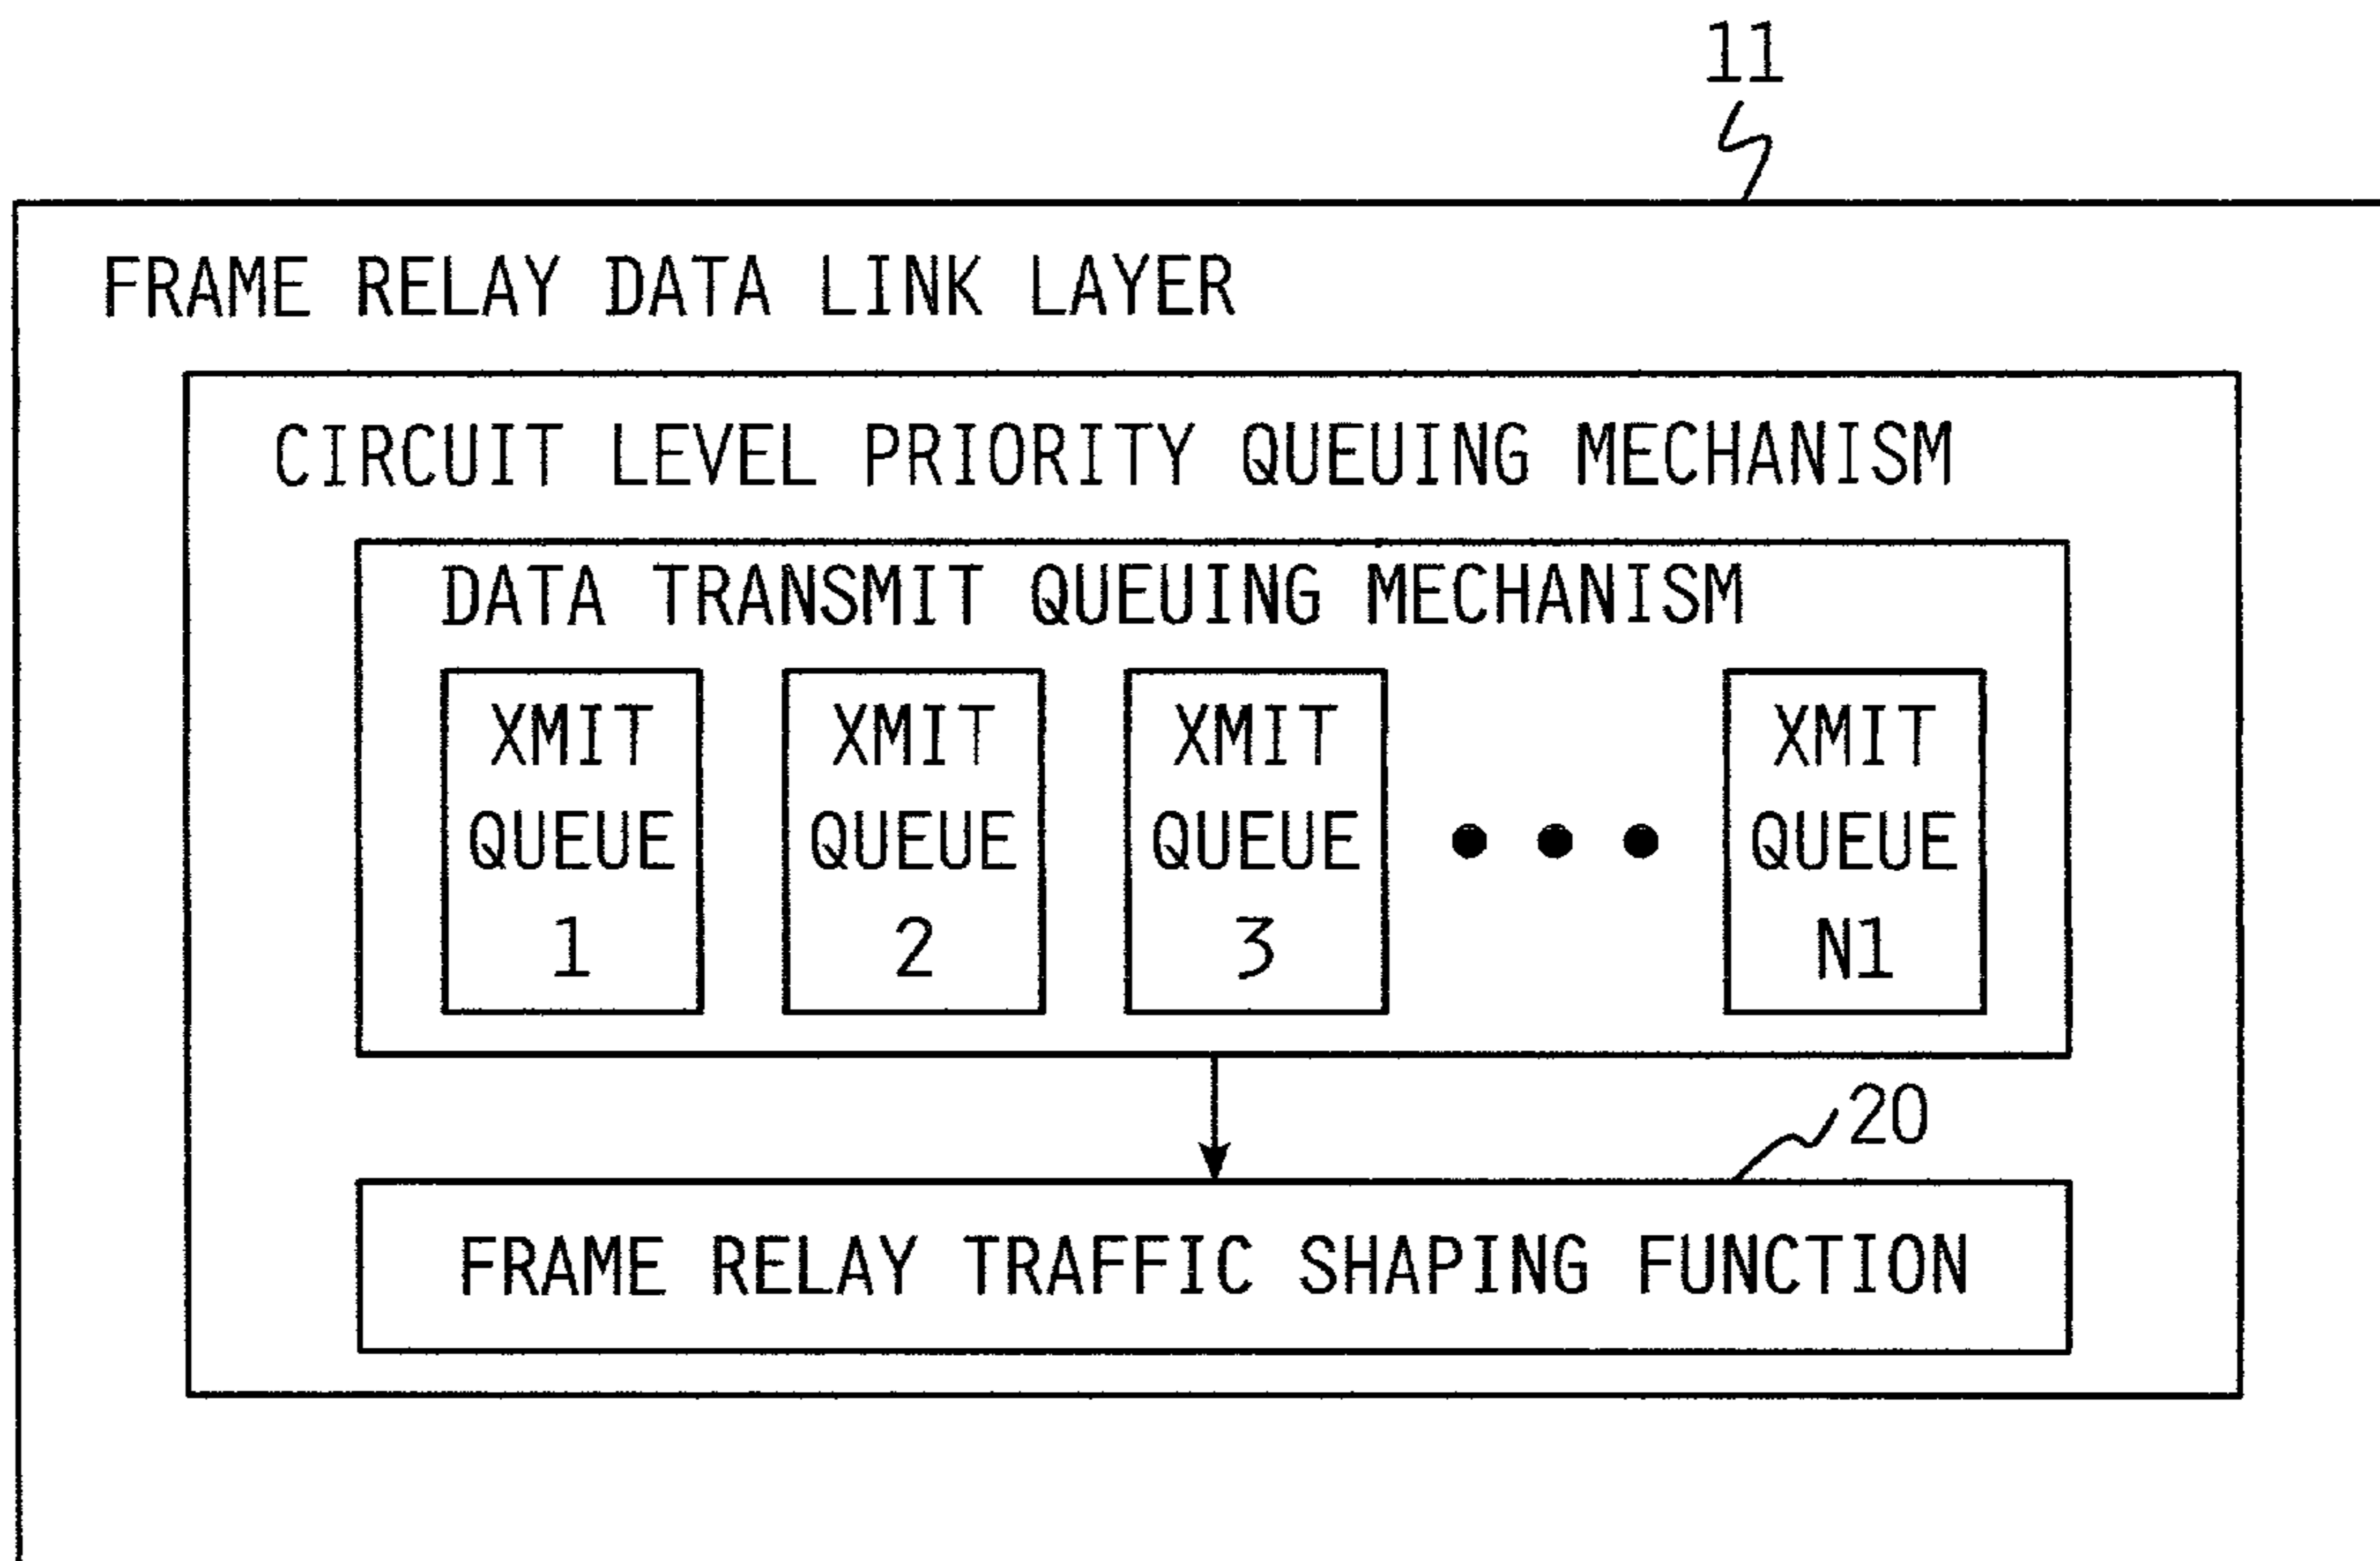 11
FRAME RELAY DATA LINK LAYER
CIRCUIT LEVEL PRIORITY QUEUING MECHANISM
DATA TRANSMIT QUEUING MECHANISM
XMIT
QUEUE
1
XMIT
QUEUE
2
XMIT
QUEUE
3
XMIT
QUEUE
N1
20
FRAME RELAY TRAFFIC SHAPING FUNCTION